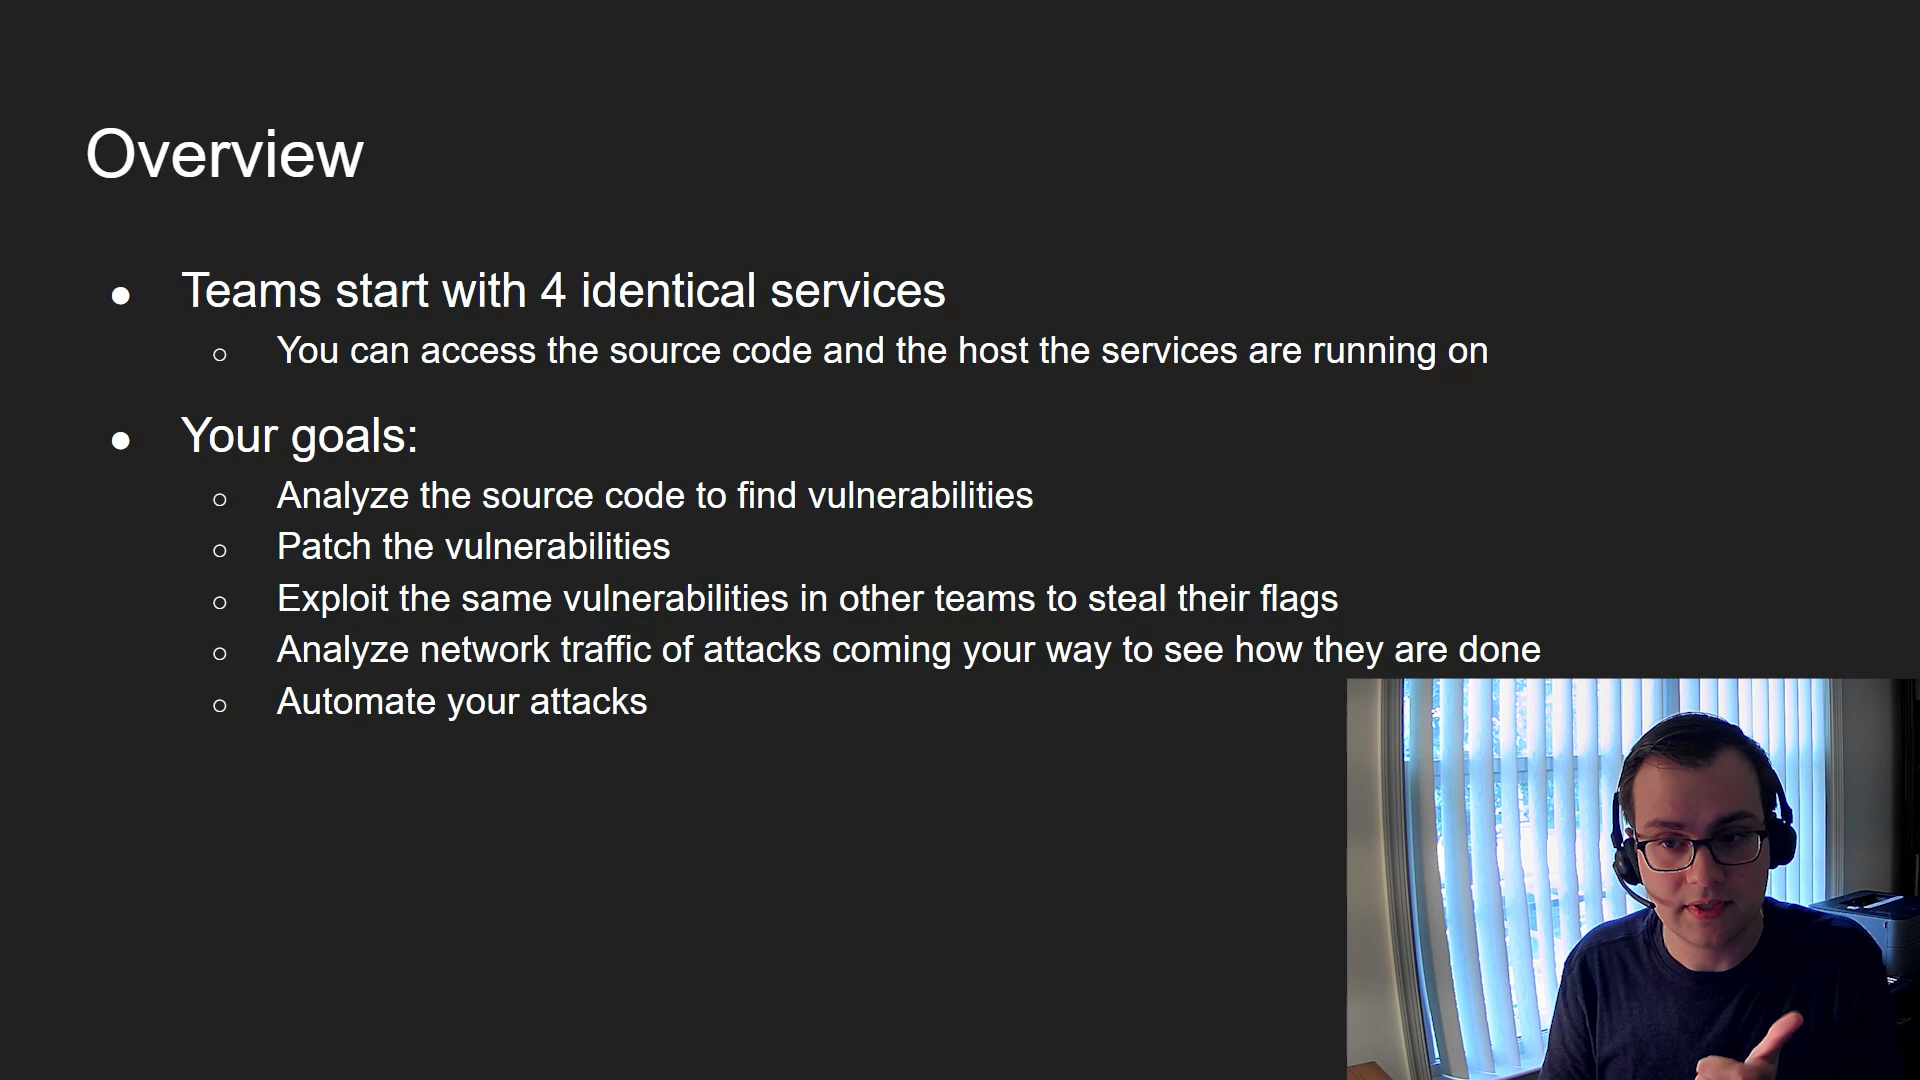 Overview
● Teams start with 4 identical services
○ You can access the source code and the host the services are running on
● Your goals:
○ Analyze the source code to find vulnerabilities
○ Patch the vulnerabilities
○ Exploit the same vulnerabilities in other teams to steal their flags
○ Analyze network traffic of attacks coming your way to see how they are done
○ Automate your attacks